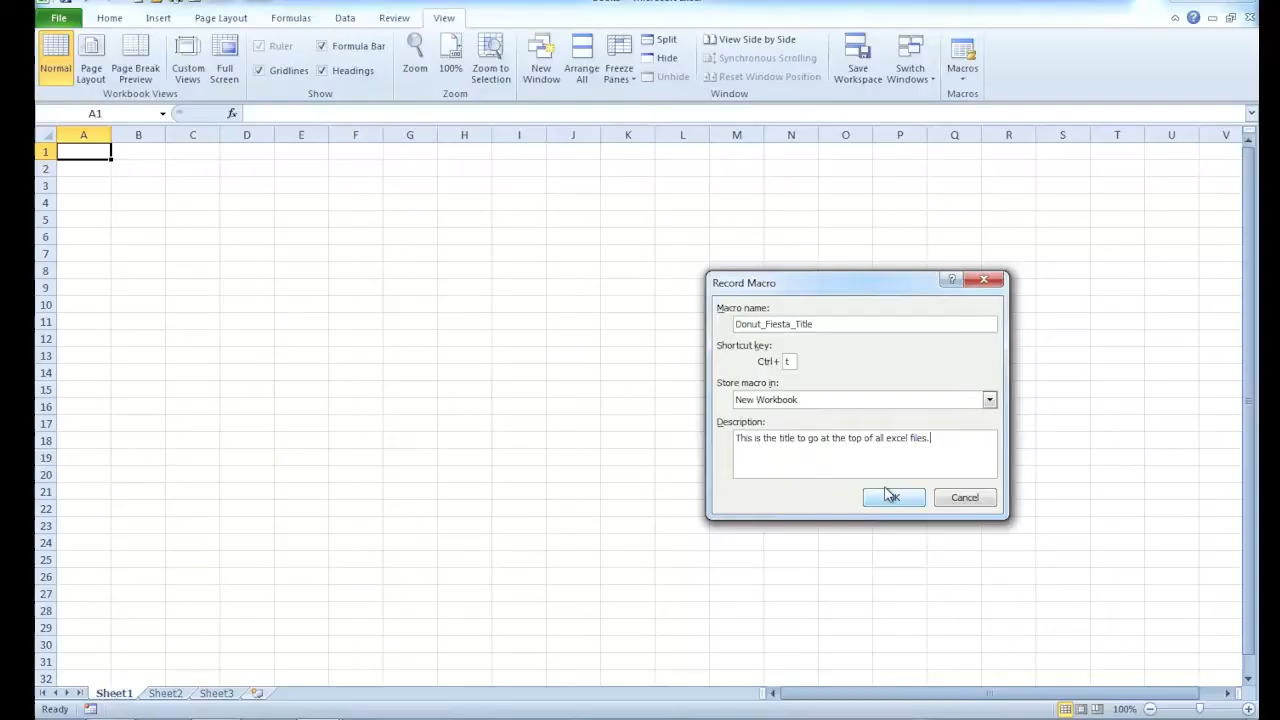 File Home Insert Page Layout Formulas Data Review View
Normal Page Layout Page Break Preview Custom Views Full Screen
Workbook Views
Ruler Formula Bar
Gridlines Headings
Show
Zoom 100% Zoom to Selection
Zoom
New Window Arrange All Freeze Panes
Split
Hide
Unhide
View Side by Side
Synchronous Scrolling
Reset Window Position
Save Workspace Switch Windows
Window
Macros
Macros
A1 fx
A B C D E F G H I J K L M N O P Q R S T U V
1
2
3
4
5
6
7
8
9
10
11
12
13
14
15
16
17
18
19
20
21
22
23
24
25
26
27
28
29
30
31
32
Record Macro
Macro name:
Donut_Fiesta_Title
Shortcut key:
Ctrl+ t
Store macro in:
New Workbook
Description:
This is the title to go at the top of all excel files.
OK Cancel
Sheet1 Sheet2 Sheet3
Ready 100%